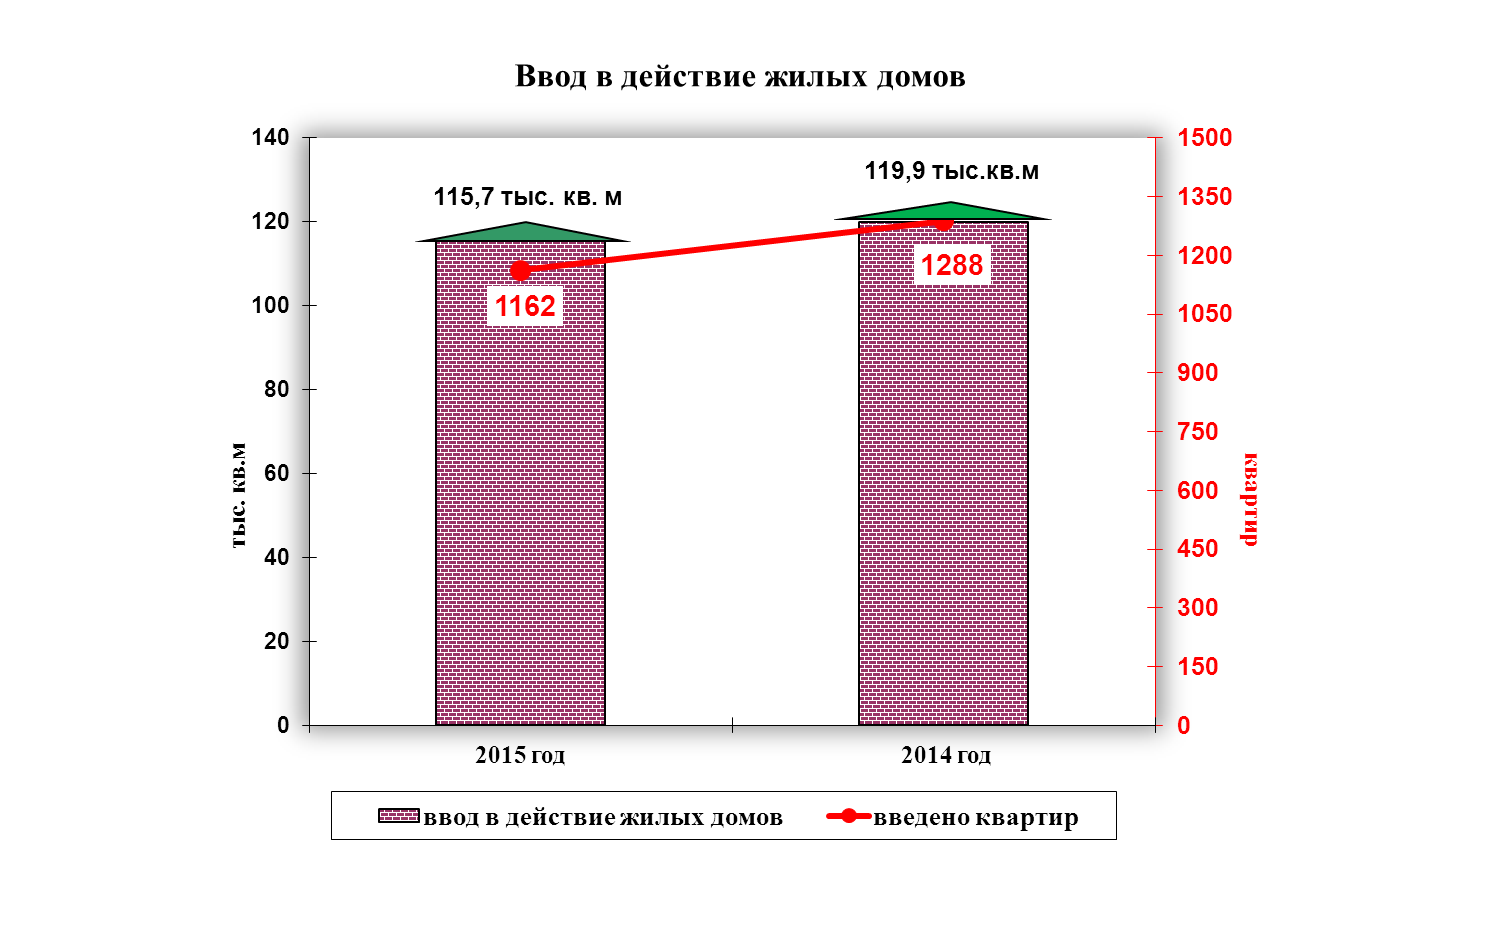 Ввод в действие жилых домов
140
120
100
80
60
40
20
0
тыс. кв.м
115,7 тыс. кв. м
119,9 тыс.кв.м
1162
1288
1500
1350
1200
1050
900
750
600
450
300
150
0
квартир
2015 год
2014 год
ввод в действие жилых домов
введено квартир